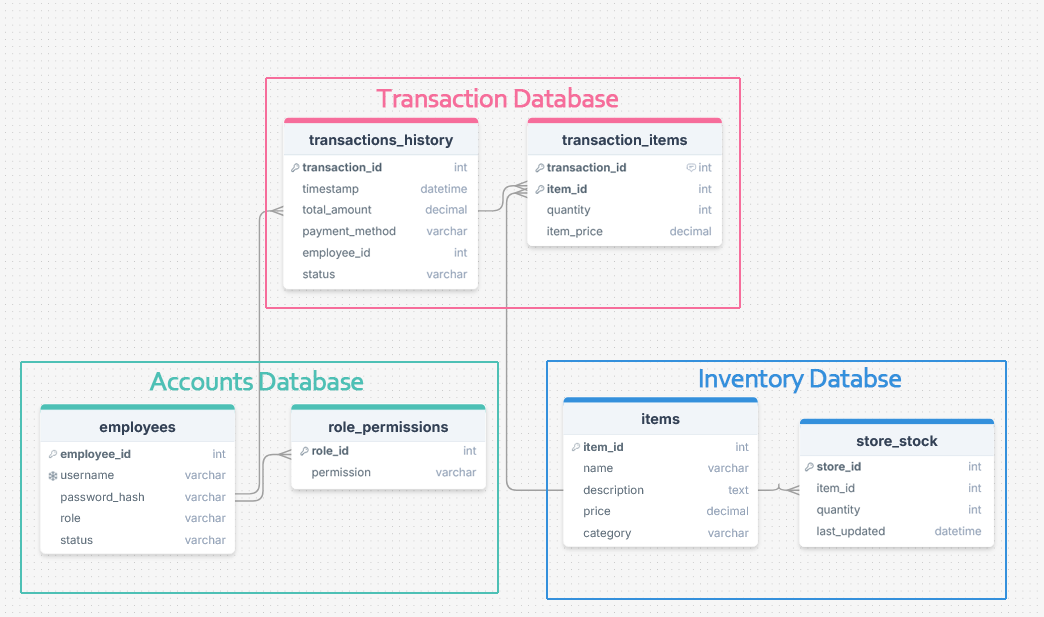 Transaction Database
transactions_history
transaction_id int
timestamp datetime
total_amount decimal
payment_method varchar
employee_id int
status varchar
transaction_items
transaction_id int
item_id int
quantity int
item_price decimal
Accounts Database
employees
employee_id int
username varchar
password_hash varchar
role varchar
status varchar
role_permissions
role_id int
permission varchar
Inventory Databse
items
item_id int
name varchar
description text
price decimal
category varchar
store_stock
store_id int
item_id int
quantity int
last_updated datetime